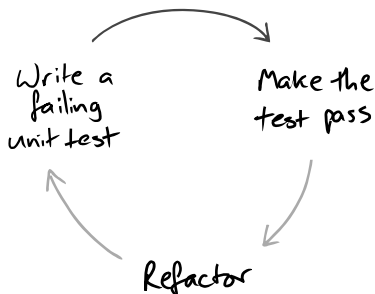 Write a
failing
unit test
Make the
test pass
Refactor